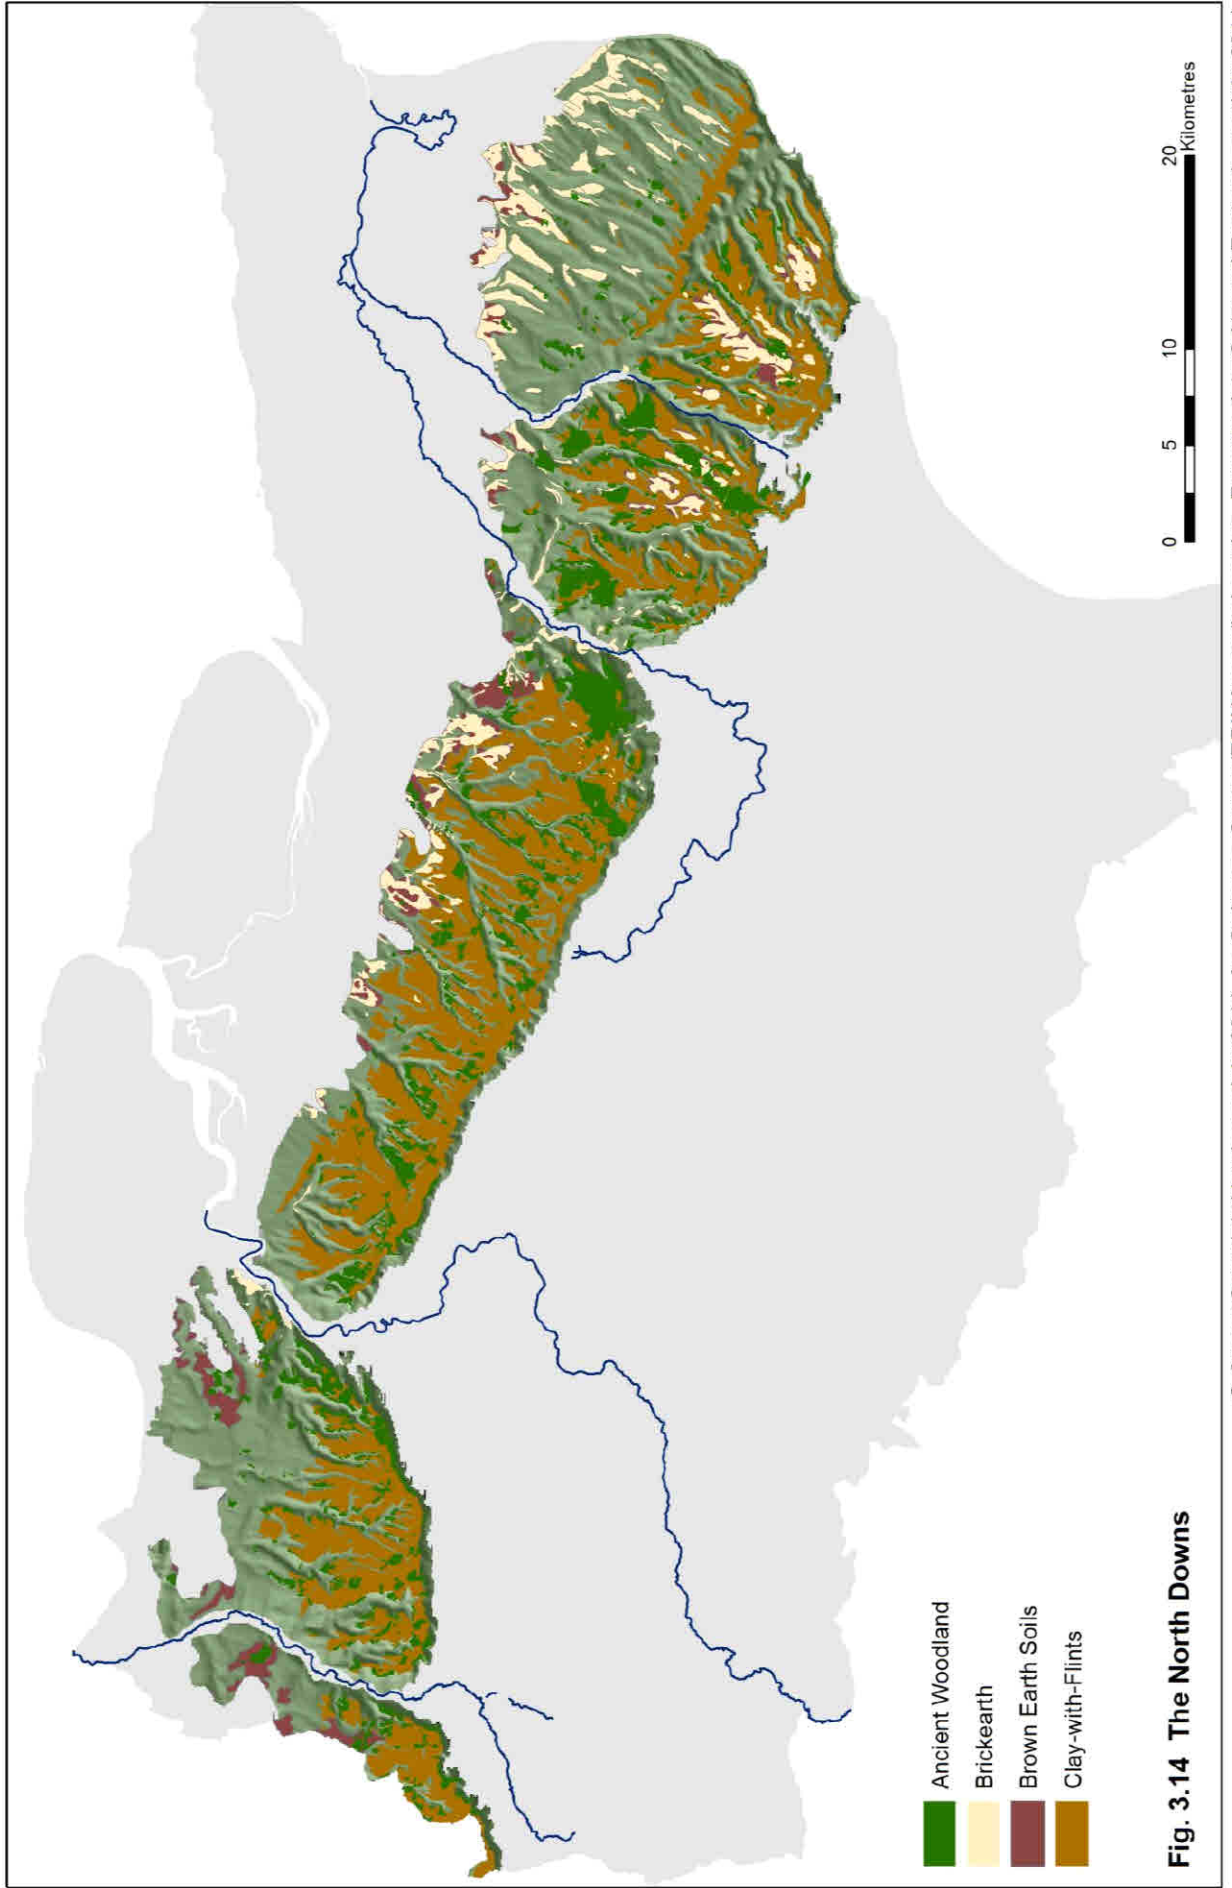 Ancient Woodland
Brickearth
Brown Earth Soils
Clay-with-Flints
Fig. 3.14 The North Downs
0 5 10 20
Kilometres